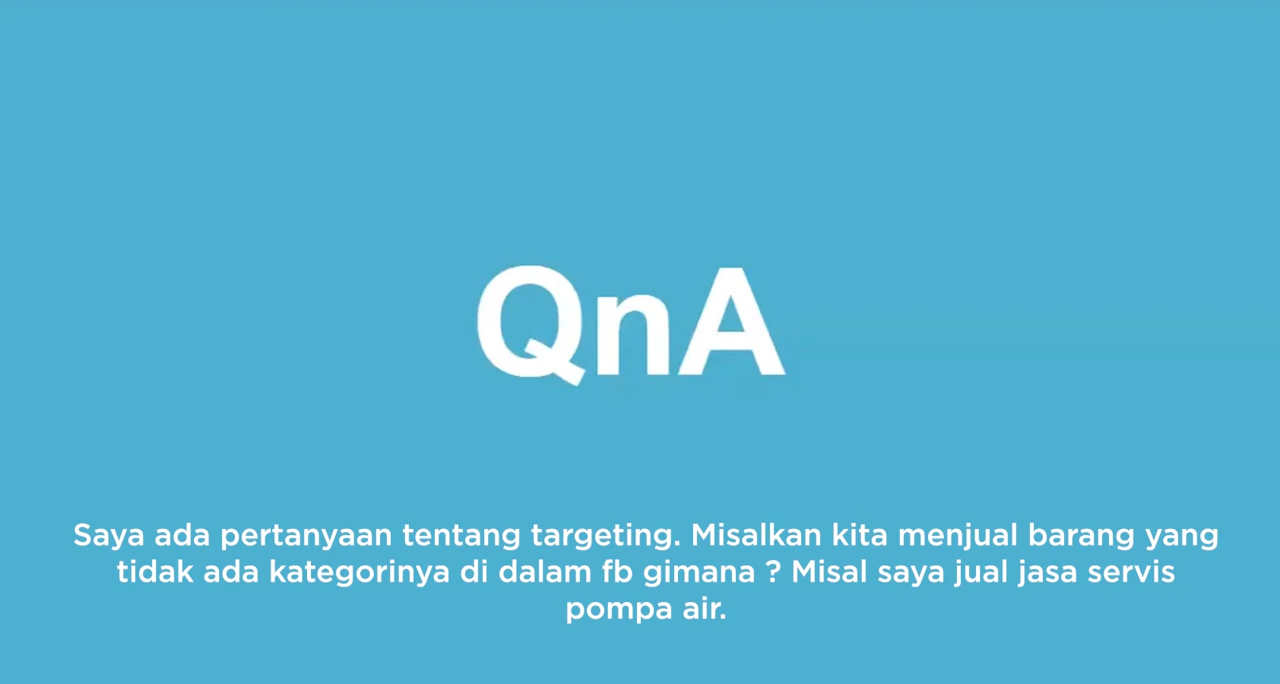 QnA
Saya ada pertanyaan tentang targeting. Misalkan kita menjual barang yang
tidak ada kategorinya di dalam fb gimana ? Misal saya jual jasa servis
pompa air.